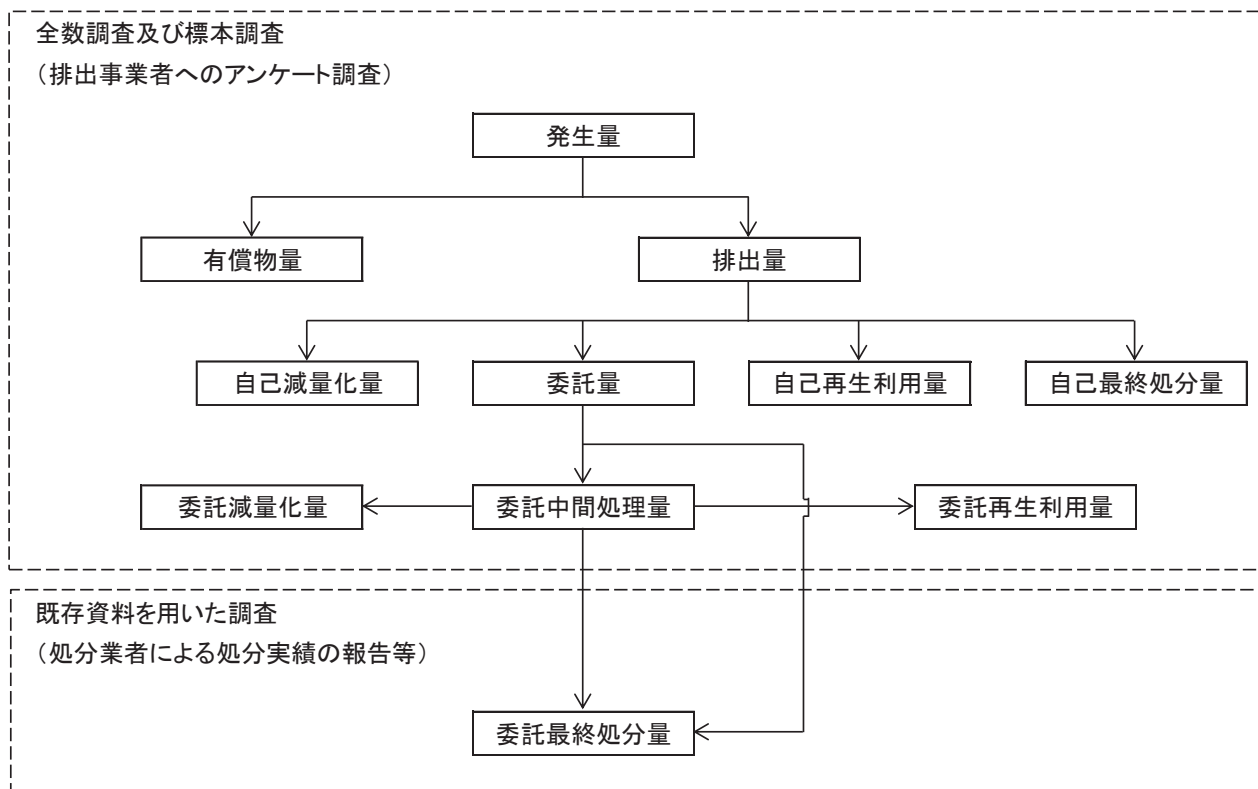 全数調査及び標本調査
（排出事業者へのアンケート調査）
発生量
有償物量
排出量
自己減量化量
委託量
自己再生利用量
自己最終処分量
委託減量化量
委託中間処理量
委託再生利用量
既存資料を用いた調査
（処分業者による処分実績の報告等）
委託最終処分量